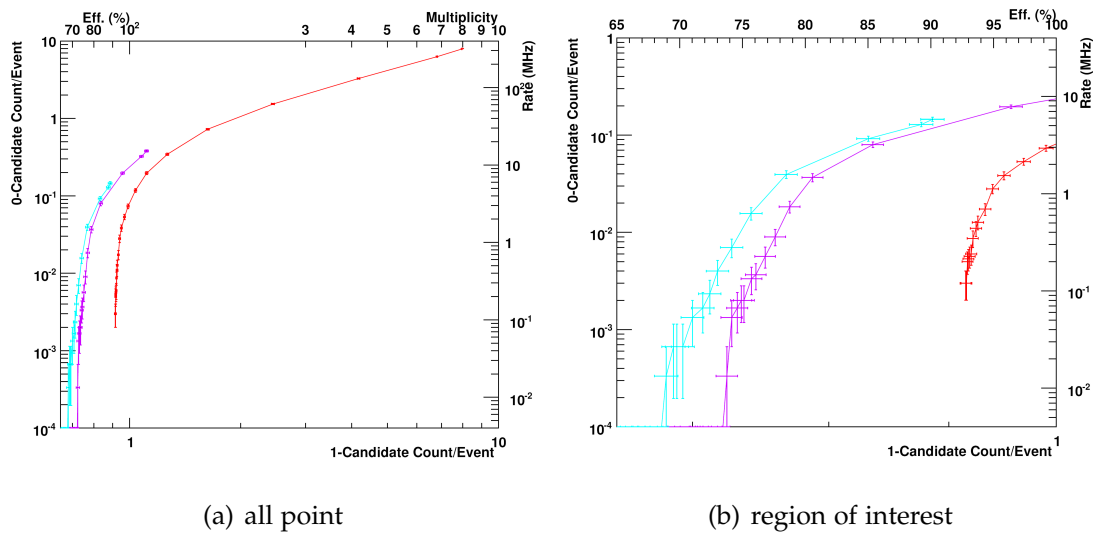 Eff. (%) Multiplicity
70 80 10² 3 4 5 6 7 8 9 10
0-Candidate Count/Event
10
1
10⁻¹
10⁻²
10⁻³
10⁻⁴
Rate (MHz)
10²
10
1
10⁻¹
10⁻²
1 10
1-Candidate Count/Event
(a) all point
Eff. (%)
65 70 75 80 85 90 95 100
0-Candidate Count/Event
1
10⁻¹
10⁻²
10⁻³
10⁻⁴
Rate (MHz)
10
1
10⁻¹
10⁻²
1
1-Candidate Count/Event
(b) region of interest